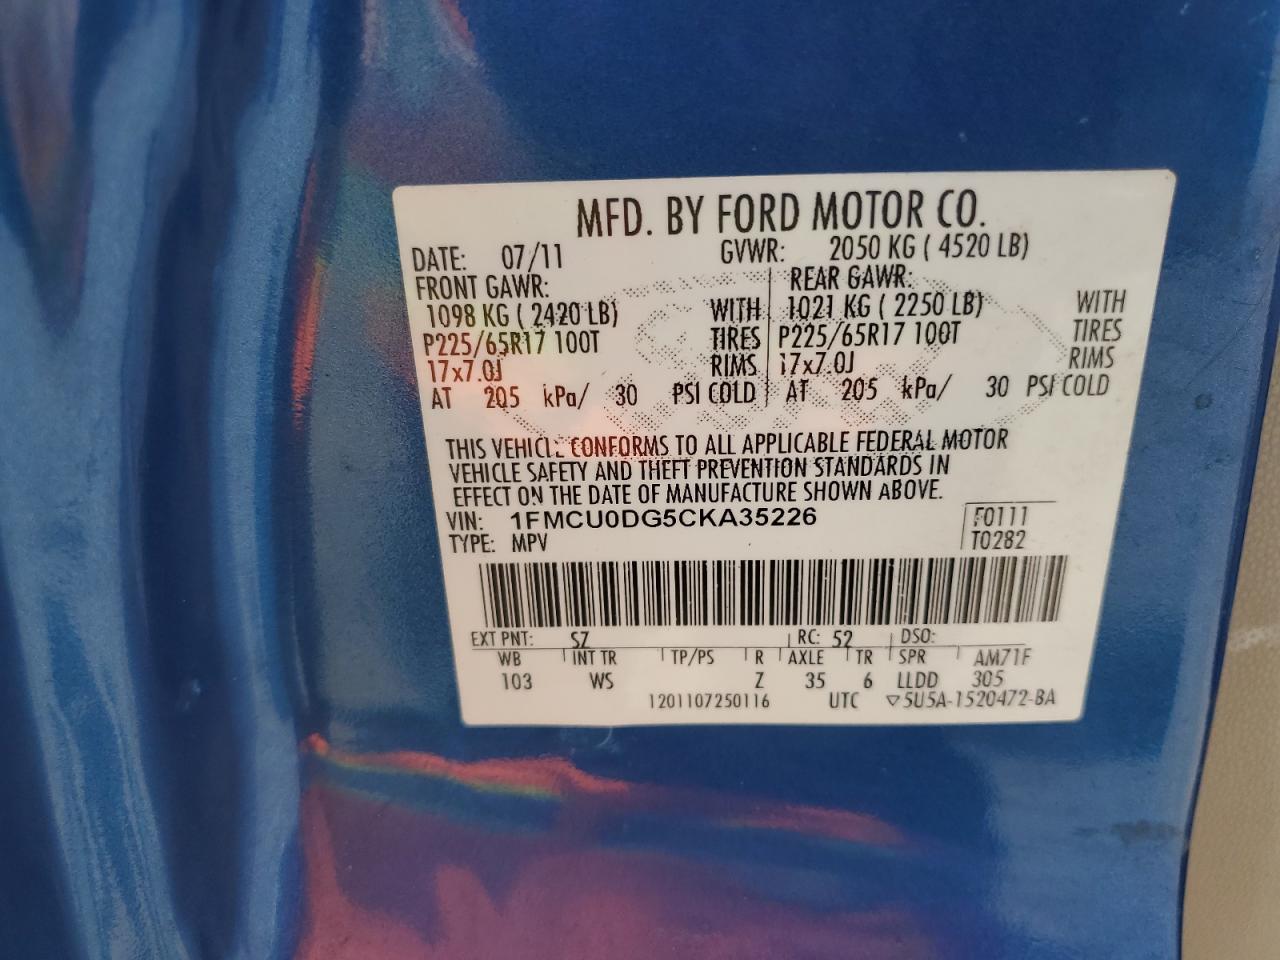 MFD. BY FORD MOTOR CO.
DATE: 07/11 GVWR: 2050 KG ( 4520 LB)
FRONT GAWR: REAR GAWR:
1098 KG ( 2420 LB) WITH 1021 KG ( 2250 LB) WITH
P225/65R17 100T TIRES P225/65R17 100T TIRES
17x7.0J RIMS 17x7.0J RIMS
AT 205 kPa/ 30 PSI COLD AT 205 kPa/ 30 PSI COLD
THIS VEHICLE CONFORMS TO ALL APPLICABLE FEDERAL MOTOR
VEHICLE SAFETY AND THEFT PREVENTION STANDARDS IN
EFFECT ON THE DATE OF MANUFACTURE SHOWN ABOVE.
VIN: 1FMCU0DG5CKA35226 F0111
TYPE: MPV T0282
EXT PNT: SZ RC: 52 DSO:
WB INT TR TP/PS R AXLE TR SPR AM71F
103 WS Z 35 6 LLDD 305
1201107250116 UTC ▽5U5A-1520472-BA